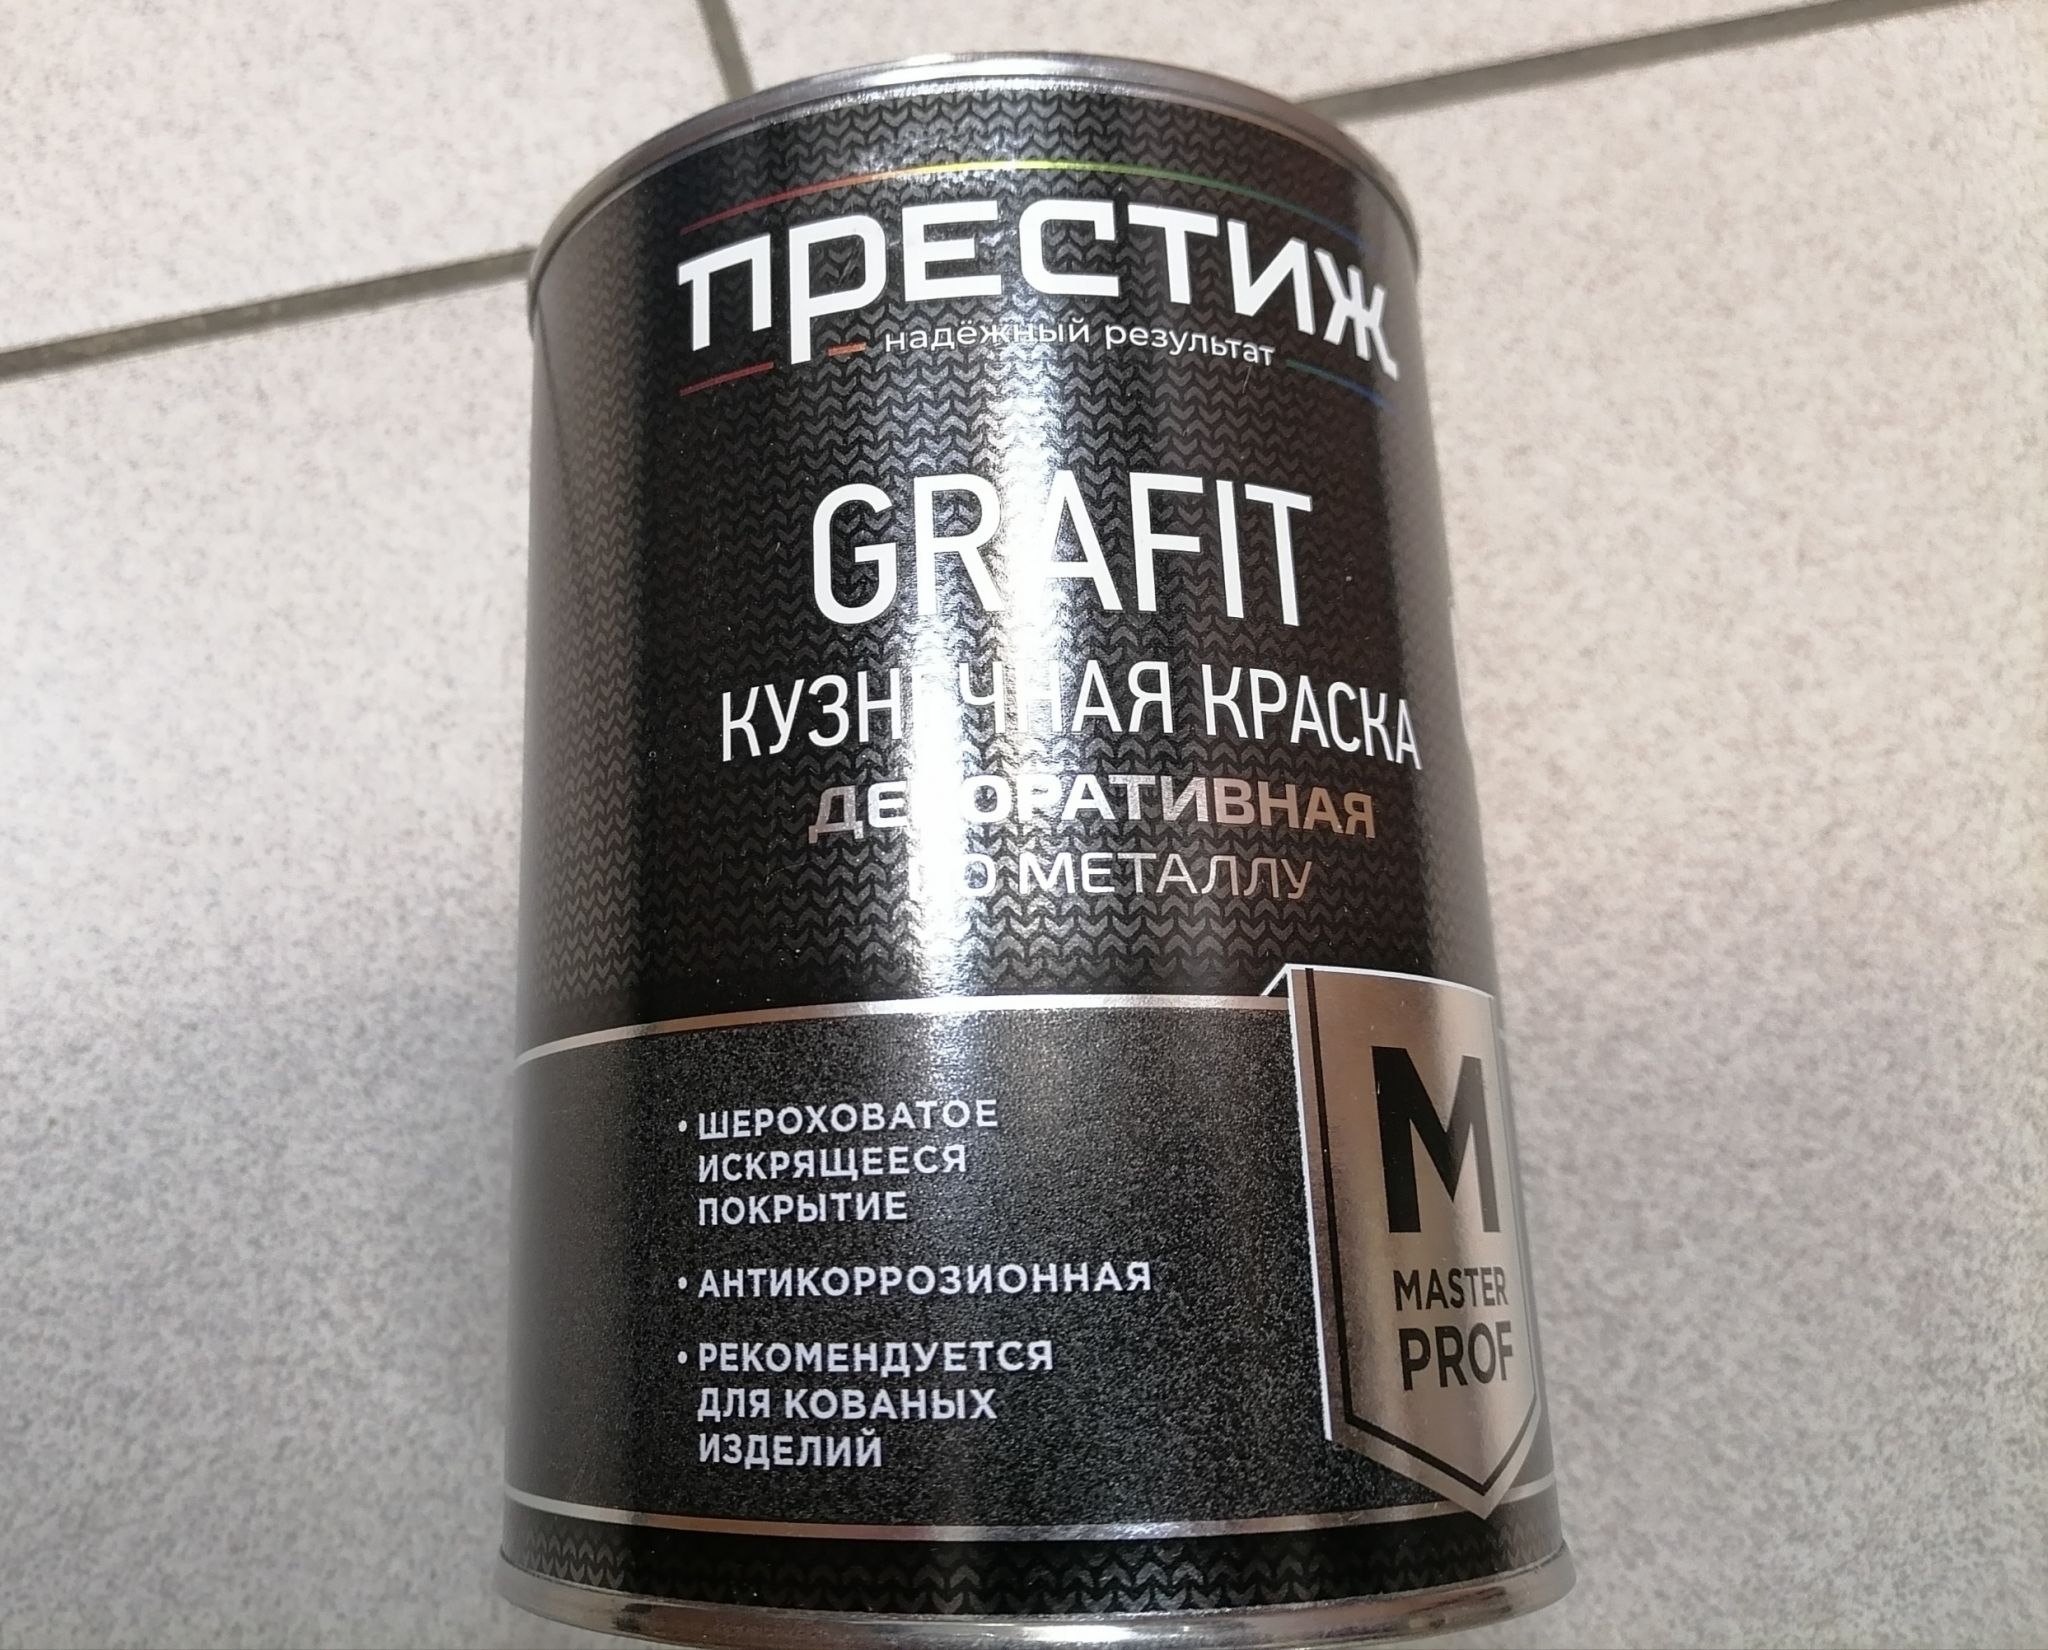 ПРЕСТИЖ
надёжный результат
GRAFIT
КУЗНЕЧНАЯ КРАСКА
ДЕКОРАТИВНАЯ
ПО МЕТАЛЛУ
• ШЕРОХОВАТОЕ
ИСКРЯЩЕЕСЯ
ПОКРЫТИЕ
• АНТИКОРРОЗИОННАЯ
• РЕКОМЕНДУЕТСЯ
ДЛЯ КОВАНЫХ
ИЗДЕЛИЙ
M
MASTER
PROF